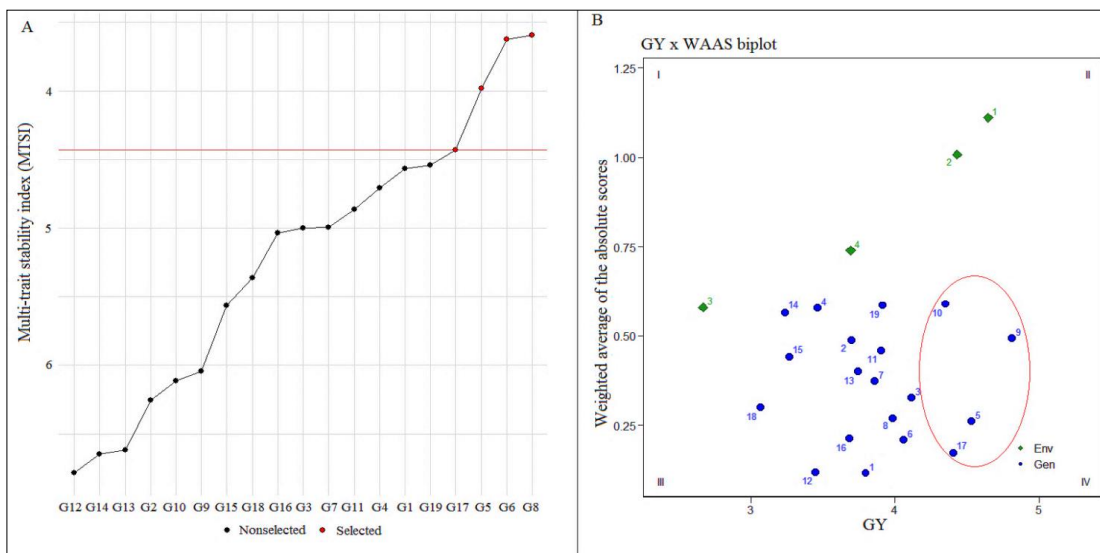 A
Multi-trait stability index (MTSI)
4
5
6
G12 G14 G13 G2 G10 G9 G15 G18 G16 G3 G7 G11 G4 G1 G19 G17 G5 G6 G8
Nonselected Selected
B
GY x WAAS biplot
Weighted average of the absolute scores
1.25
1.00
0.75
0.50
0.25
I
II
III
IV
1
2
4
3
14
4
19
10
9
2
15
11
13
7
3
18
8
5
16
6
17
12
1
Env
Gen
3 4 5
GY